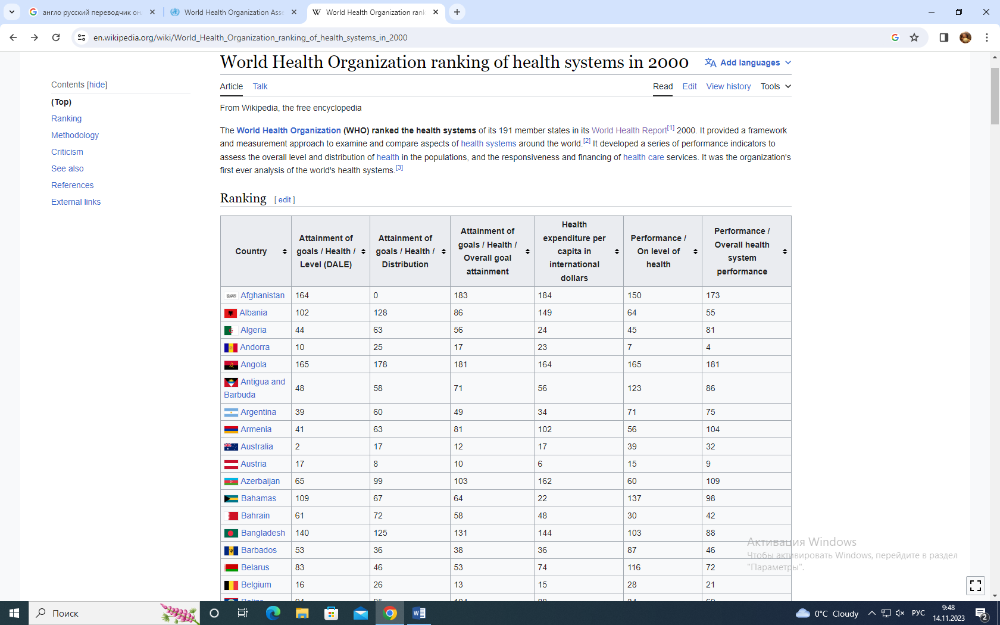 англо русский переводчик он
World Health Organization Asse
World Health Organization rank
en.wikipedia.org/wiki/World_Health_Organization_ranking_of_health_systems_in_2000
World Health Organization ranking of health systems in 2000
Add languages
Contents [hide]
(Top)
Ranking
Methodology
Criticism
See also
References
External links
Article Talk Read Edit View history Tools
From Wikipedia, the free encyclopedia
The World Health Organization (WHO) ranked the health systems of its 191 member states in its World Health Report[1] 2000. It provided a framework
and measurement approach to examine and compare aspects of health systems around the world.[2] It developed a series of performance indicators to
assess the overall level and distribution of health in the populations, and the responsiveness and financing of health care services. It was the organization's
first ever analysis of the world's health systems.[3]
Ranking [ edit ]
Country
Attainment of
goals / Health /
Level (DALE)
Attainment of
goals / Health /
Distribution
Attainment of
goals / Health /
Overall goal
attainment
Health
expenditure per
capita in
international
dollars
Performance /
On level of
health
Performance /
Overall health
system
performance
Afghanistan 164 0 183 184 150 173
Albania 102 128 86 149 64 55
Algeria 44 63 56 24 45 81
Andorra 10 25 17 23 7 4
Angola 165 178 181 164 165 181
Antigua and
Barbuda 48 58 71 56 123 86
Argentina 39 60 49 34 71 75
Armenia 41 63 81 102 56 104
Australia 2 17 12 17 39 32
Austria 17 8 10 6 15 9
Azerbaijan 65 99 103 162 60 109
Bahamas 109 67 64 22 137 98
Bahrain 61 72 58 48 30 42
Bangladesh 140 125 131 144 103 88
Barbados 53 36 38 36 87 46
Belarus 83 46 53 74 116 72
Belgium 16 26 13 15 28 21
Активация Windows
Чтобы активировать Windows, перейдите в раздел
"Параметры".
Поиск
0°C Cloudy
РУС
9:48
14.11.2023
2